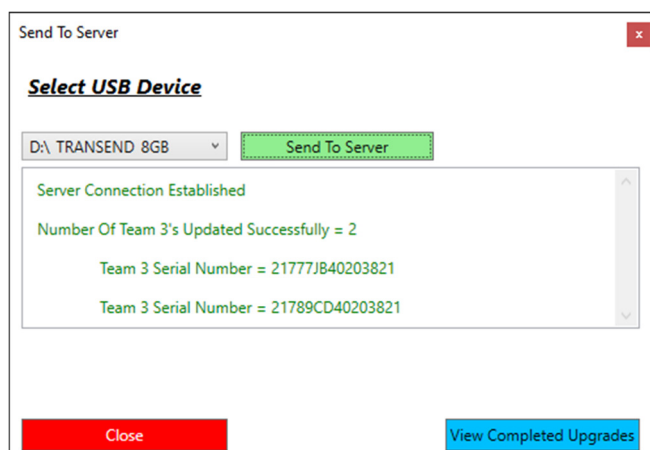 Send To Server
x
Select USB Device
D:\ TRANSEND 8GB
Send To Server
Server Connection Established
Number Of Team 3's Updated Successfully = 2
Team 3 Serial Number = 21777JB40203821
Team 3 Serial Number = 21789CD40203821
Close
View Completed Upgrades